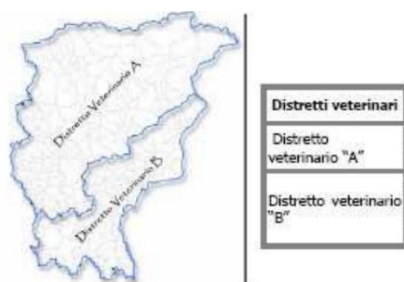 Distretto Veterinario A
Distretto Veterinario B
Distretti veterinari
Distretto
veterinario "A"
Distretto veterinario
"B"